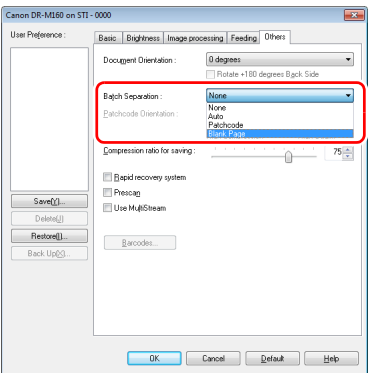 Canon DR-M160 on STI - 0000
User Preference :
Basic Brightness Image processing Feeding Others
Document Orientation : 0 degrees
Rotate +180 degrees Back Side
Batch Separation : None
None
Patchcode Orientation : Auto
Patchcode
Blank Page
Compression ratio for saving : 75
Rapid recovery system
Prescan
Save(Y)...
Use MultiStream
Delete(J)
Restore(I)...
Barcodes...
Back Up(X)...
OK Cancel Default Help